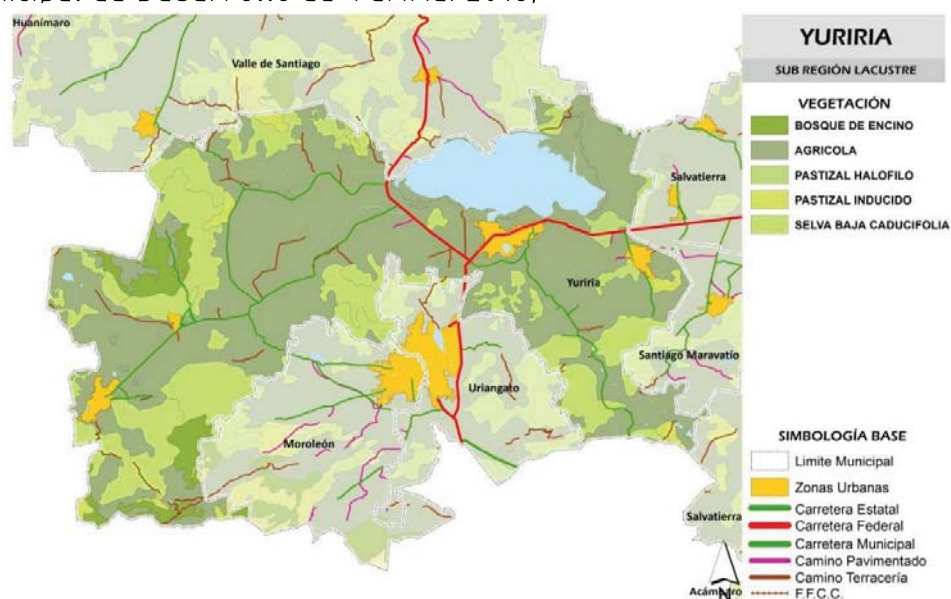 Huanímaro
Valle de Santiago
Salvatierra
Yuriria
Santiago Maravatío
Uriangato
Moroleón
Salvatierra
Acámbaro
N
YURIRIA
SUB REGIÓN LACUSTRE
VEGETACIÓN
BOSQUE DE ENCINO
AGRICOLA
PASTIZAL HALOFILO
PASTIZAL INDUCIDO
SELVA BAJA CADUCIFOLIA
SIMBOLOGÍA BASE
Limite Municipal
Zonas Urbanas
Carretera Estatal
Carretera Federal
Carretera Municipal
Camino Pavimentado
Camino Terracería
F.F.C.C.